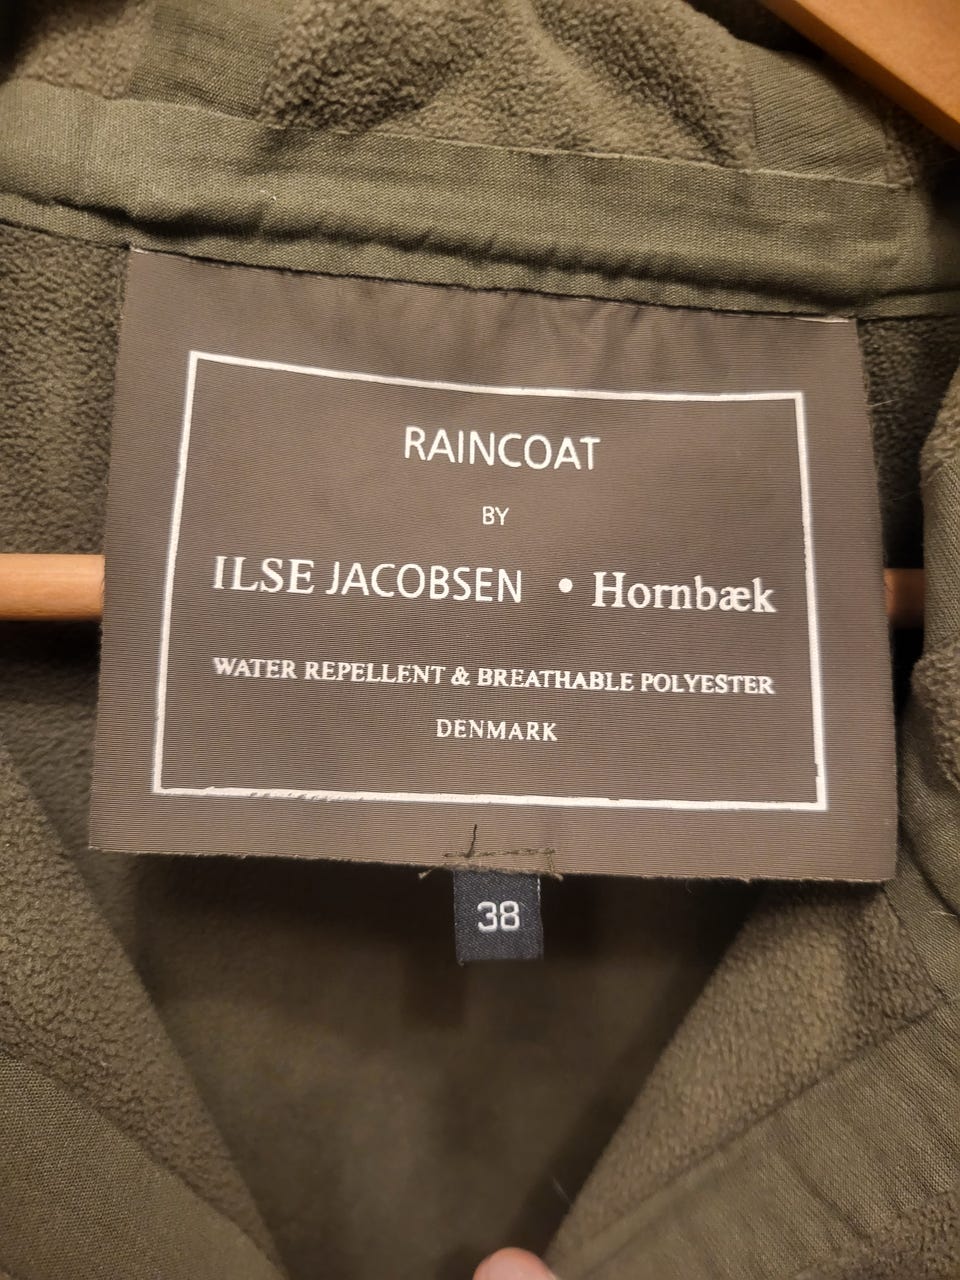 RAINCOAT
BY
ILSE JACOBSEN • Hornbæk
WATER REPELLENT & BREATHABLE POLYESTER
DENMARK
38